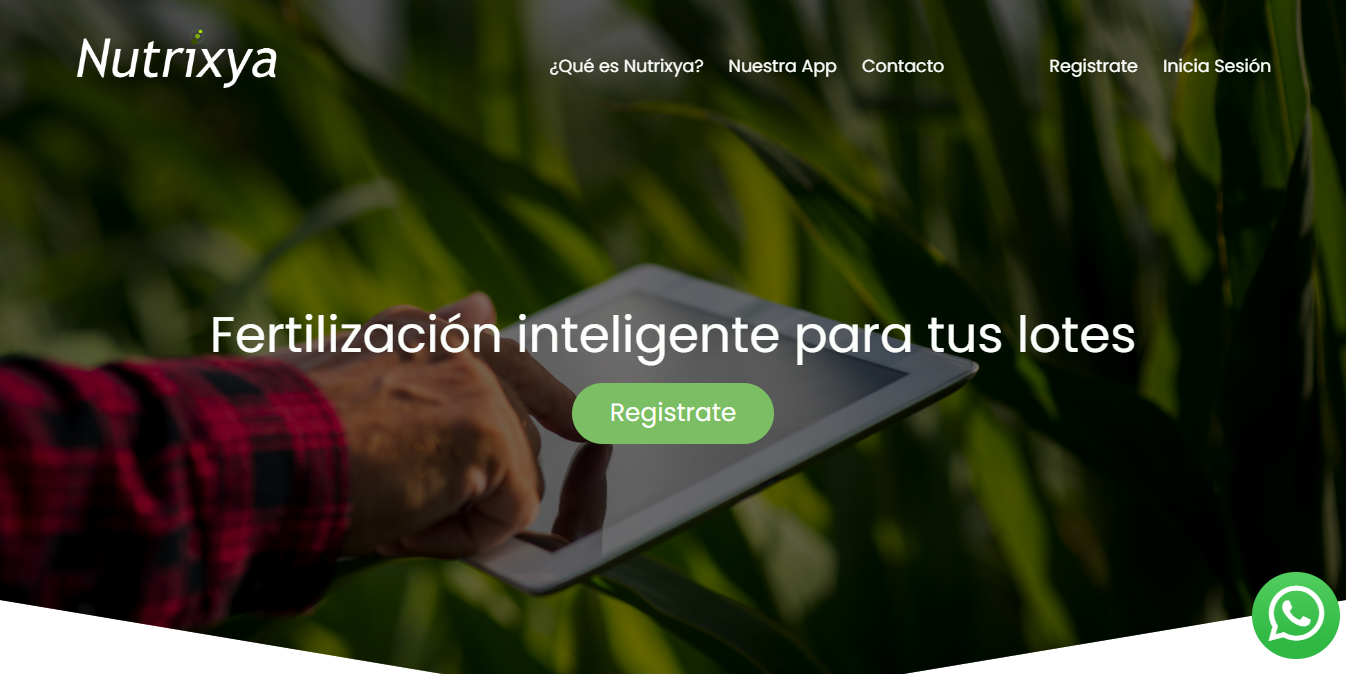 Nutrixya
¿Qué es Nutrixya? Nuestra App Contacto Registrate Inicia Sesión
Fertilización inteligente para tus lotes
Registrate